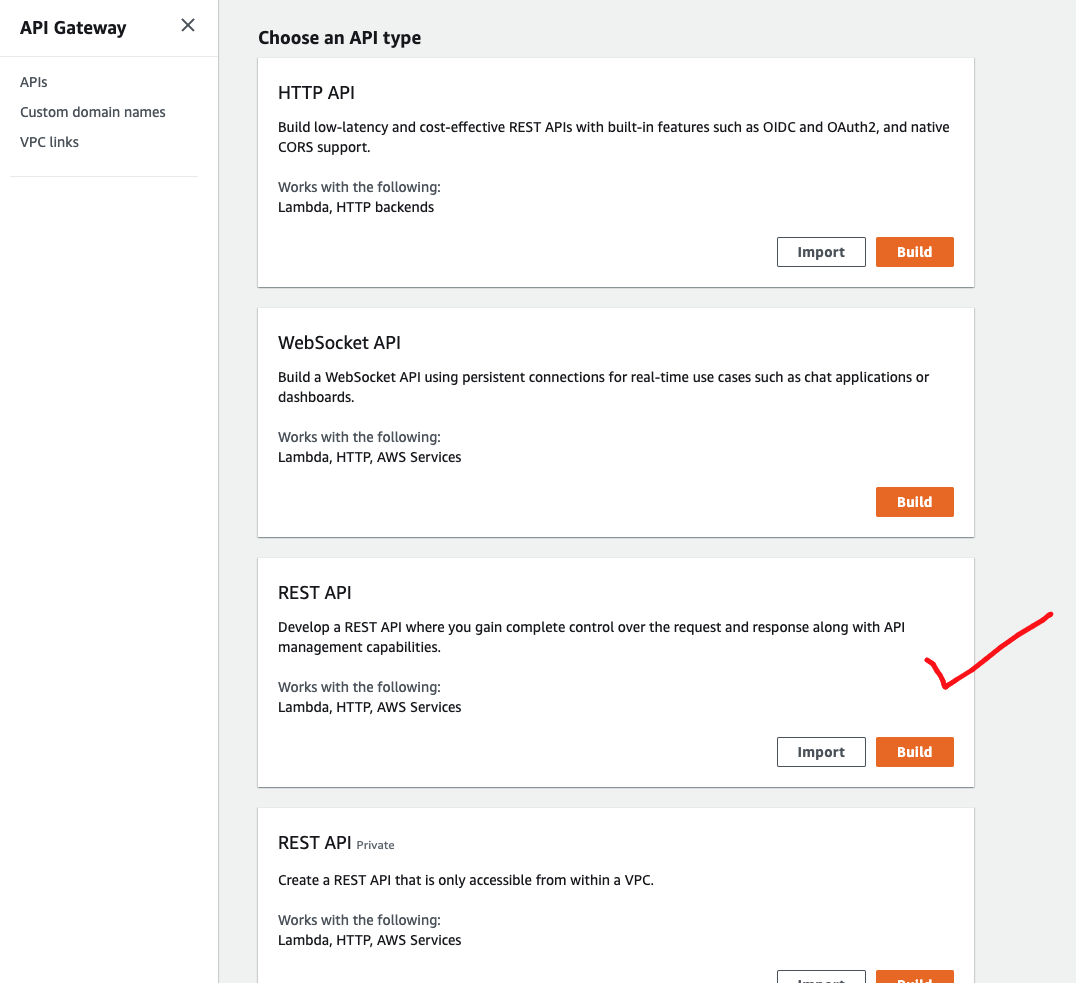 API Gateway
APIs
Custom domain names
VPC links
Choose an API type
HTTP API
Build low-latency and cost-effective REST APIs with built-in features such as OIDC and OAuth2, and native
CORS support.
Works with the following:
Lambda, HTTP backends
Import
Build
WebSocket API
Build a WebSocket API using persistent connections for real-time use cases such as chat applications or
dashboards.
Works with the following:
Lambda, HTTP, AWS Services
Build
REST API
Develop a REST API where you gain complete control over the request and response along with API
management capabilities.
Works with the following:
Lambda, HTTP, AWS Services
Import
Build
REST API Private
Create a REST API that is only accessible from within a VPC.
Works with the following:
Lambda, HTTP, AWS Services
Import
Build